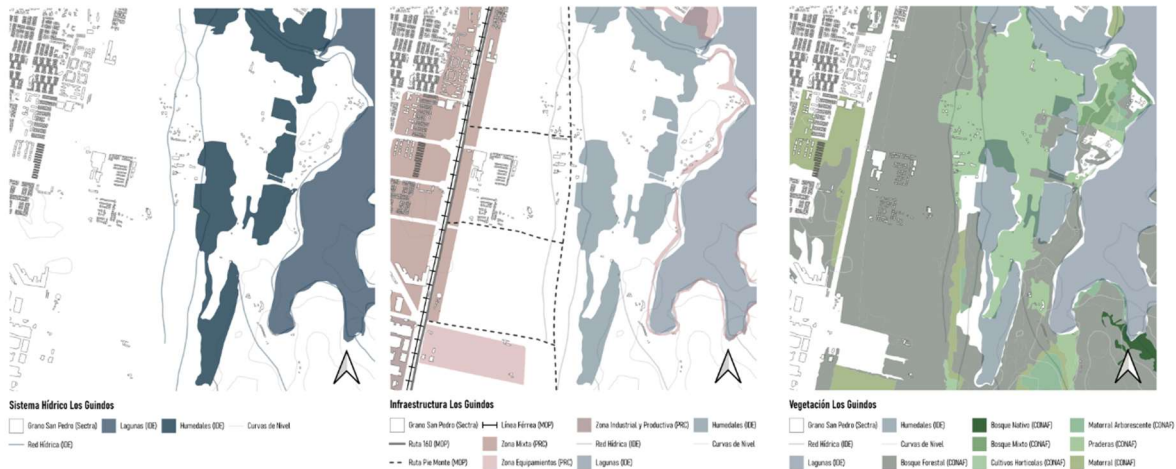 Sistema Hídrico Los Guindos
Grano San Pedro (Sectra)
Lagunas (IDE)
Humedales (IDE)
Curvas de Nivel
Red Hídrica (IDE)
Infraestructura Los Guindos
Grano San Pedro (Sectra)
Línea Férrea (MOP)
Zona Industrial y Productiva (PRC)
Humedales (IDE)
Ruta 160 (MOP)
Zona Mixta (PRC)
Red Hídrica (IDE)
Curvas de Nivel
Ruta Pie Monte (MOP)
Zona Equipamientos (PRC)
Lagunas (IDE)
Vegetación Los Guindos
Grano San Pedro (Sectra)
Humedales (IDE)
Bosque Nativo (CONAF)
Matorral Arborescente (CONAF)
Red Hídrica (IDE)
Curvas de Nivel
Bosque Mixto (CONAF)
Praderas (CONAF)
Lagunas (IDE)
Bosque Forestal (CONAF)
Cultivos Hortícolas (CONAF)
Matorral (CONAF)